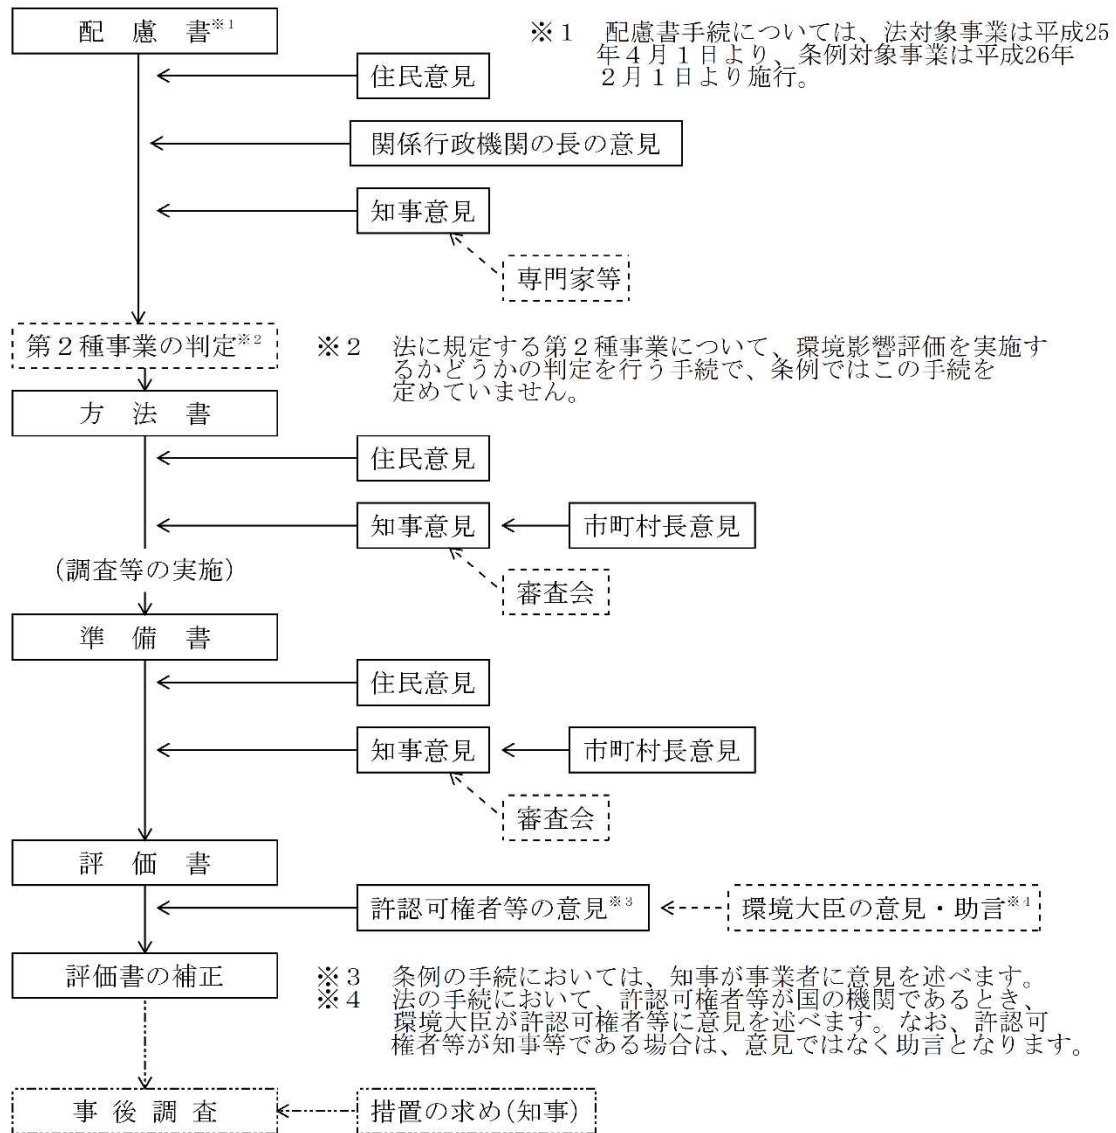 配　慮　書※１
※１　配慮書手続については、法対象事業は平成25
年４月１日より、条例対象事業は平成26年
２月１日より施行。
住民意見
関係行政機関の長の意見
知事意見
専門家等
第２種事業の判定※２
※２　法に規定する第２種事業について、環境影響評価を実施す
るかどうかの判定を行う手続で、条例ではこの手続を
定めていません。
方　法　書
住民意見
知事意見
市町村長意見
審査会
(調査等の実施)
準　備　書
住民意見
知事意見
市町村長意見
審査会
評　価　書
許認可権者等の意見※３
環境大臣の意見・助言※４
評価書の補正
※３　条例の手続においては、知事が事業者に意見を述べます。
※４　法の手続において、許認可権者等が国の機関であるとき、
環境大臣が許認可権者等に意見を述べます。なお、許認可
権者等が知事等である場合は、意見ではなく助言となります。
事 後 調 査
措置の求め(知事)